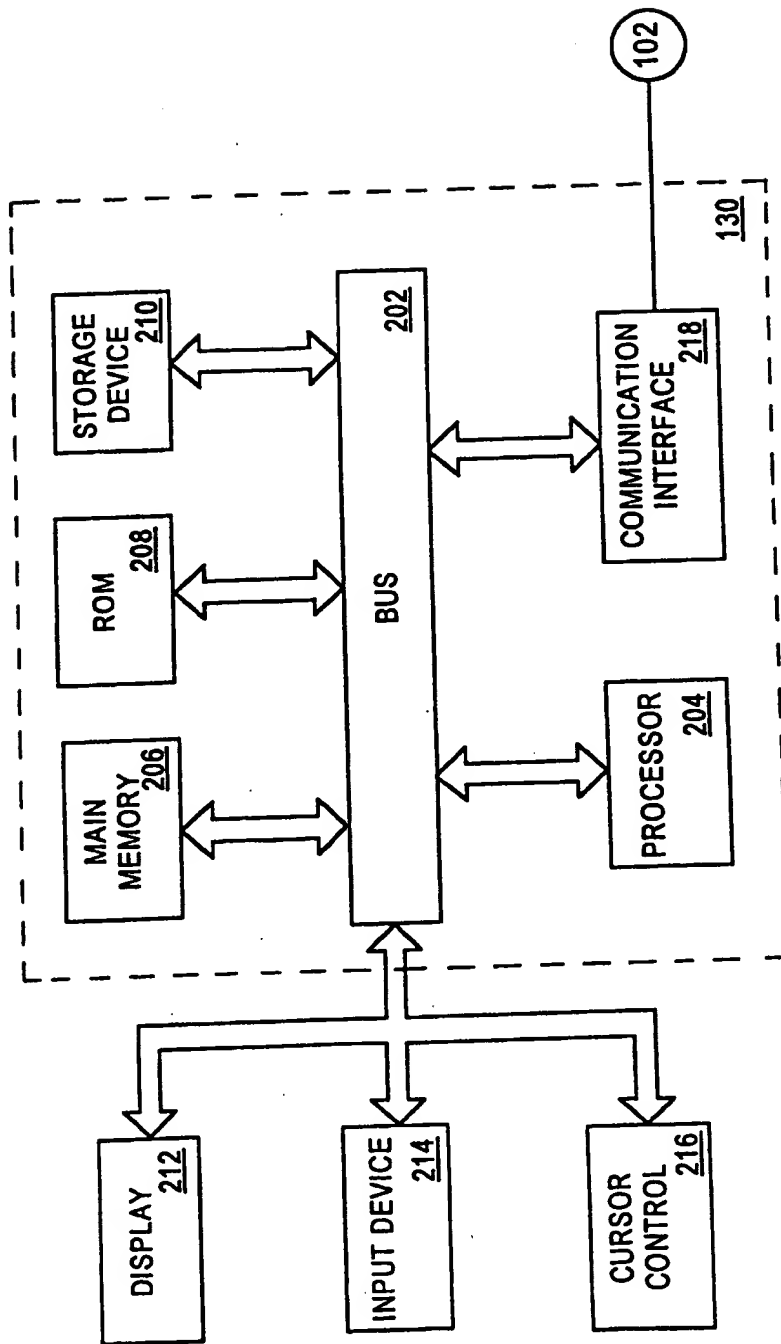 DISPLAY
212
INPUT DEVICE
214
CURSOR
CONTROL
216
MAIN
MEMORY
206
ROM
208
STORAGE
DEVICE
210
BUS
202
PROCESSOR
204
COMMUNICATION
INTERFACE
218
130
102